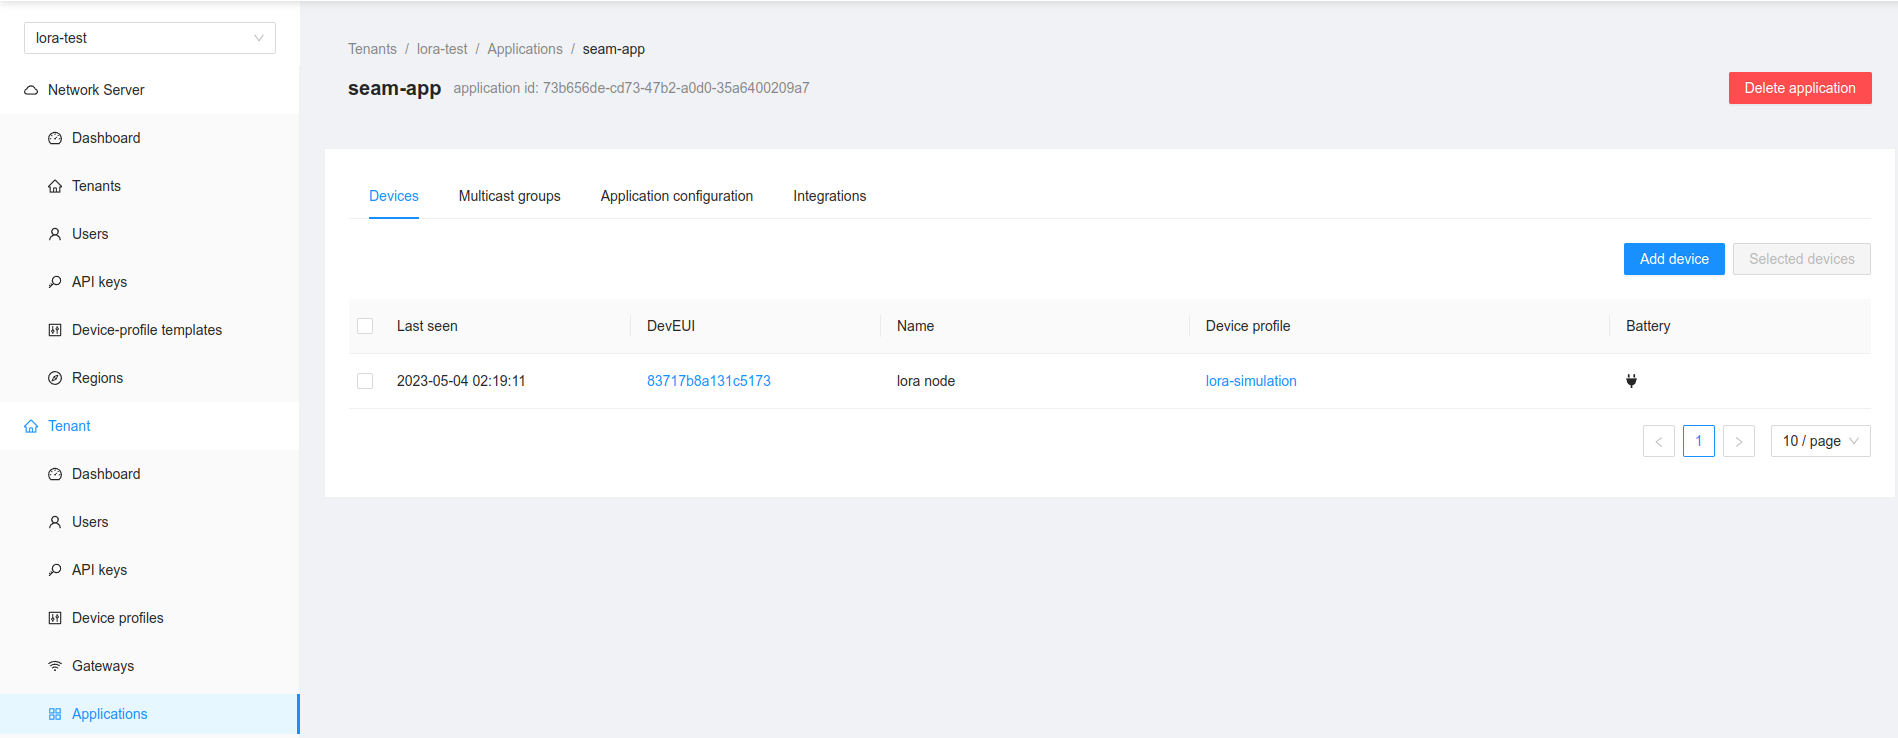 lora-test
Network Server
Dashboard
Tenants
Users
API keys
Device-profile templates
Regions
Tenant
Dashboard
Users
API keys
Device profiles
Gateways
Applications
Tenants / lora-test / Applications / seam-app
seam-app application id: 73b656de-cd73-47b2-a0d0-35a6400209a7
Delete application
Devices Multicast groups Application configuration Integrations
Add device Selected devices
Last seen DevEUI Name Device profile Battery
2023-05-04 02:19:11 83717b8a131c5173 lora node lora-simulation
< 1 > 10 / page